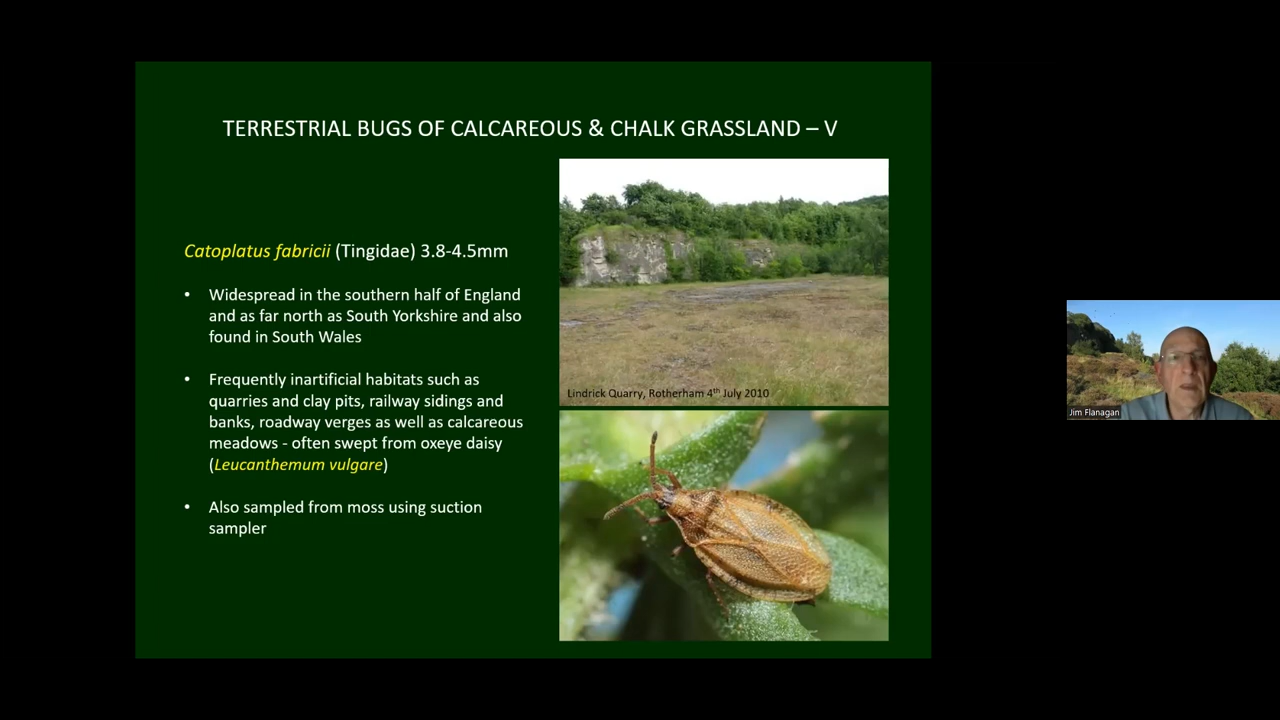 TERRESTRIAL BUGS OF CALCAREOUS & CHALK GRASSLAND – V
Catoplatus fabricii (Tingidae) 3.8-4.5mm
• Widespread in the southern half of England
and as far north as South Yorkshire and also
found in South Wales
• Frequently inartificial habitats such as
quarries and clay pits, railway sidings and
banks, roadway verges as well as calcareous
meadows - often swept from oxeye daisy
(Leucanthemum vulgare)
• Also sampled from moss using suction
sampler
Lindrick Quarry, Rotherham 4th July 2010
Jim Flanagan